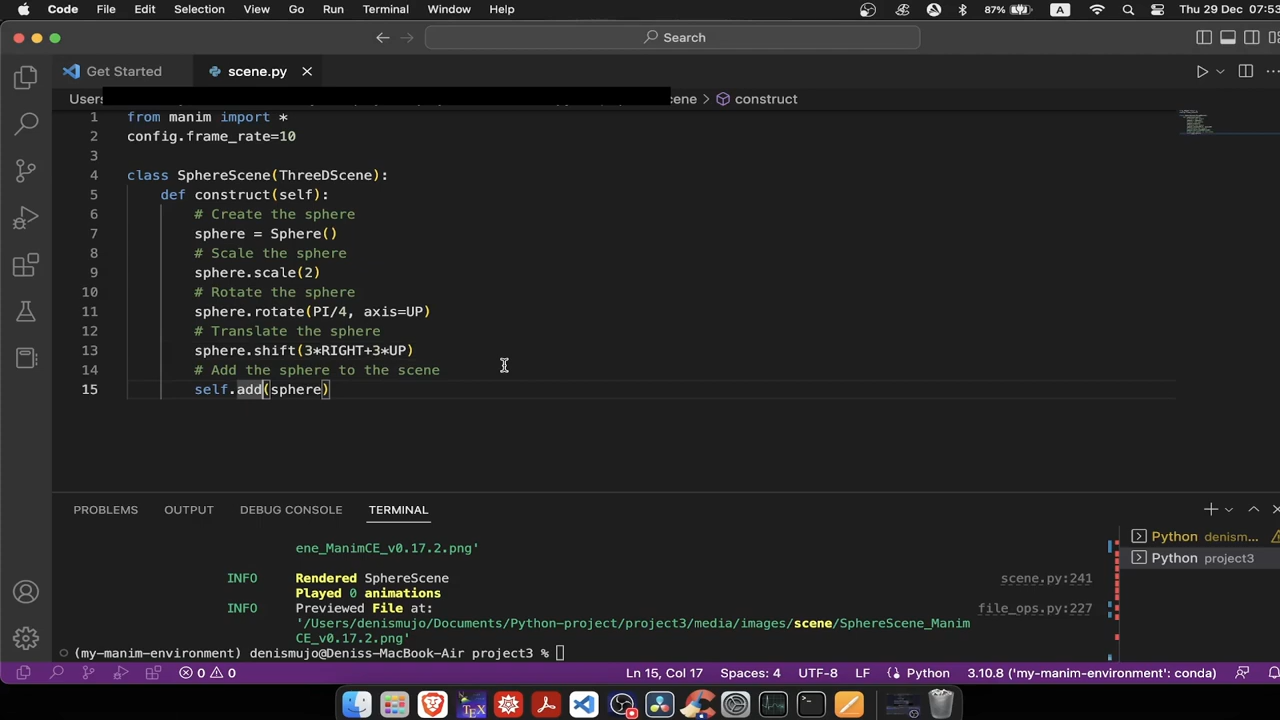 Code File Edit Selection View Go Run Terminal Window Help 87% A Thu 29 Dec 07:53
Search
Get Started scene.py
Users cene > construct
1 from manim import *
2 config.frame_rate=10
3
4 class SphereScene(ThreeDScene):
5 def construct(self):
6 # Create the sphere
7 sphere = Sphere()
8 # Scale the sphere
9 sphere.scale(2)
10 # Rotate the sphere
11 sphere.rotate(PI/4, axis=UP)
12 # Translate the sphere
13 sphere.shift(3*RIGHT+3*UP)
14 # Add the sphere to the scene
15 self.add(sphere)
PROBLEMS OUTPUT DEBUG CONSOLE TERMINAL
Python denism...
Python project3
ene_ManimCE_v0.17.2.png'
INFO Rendered SphereScene scene.py:241
Played 0 animations
INFO Previewed File at: file_ops.py:227
'/Users/denismujo/Documents/Python-project/project3/media/images/scene/SphereScene_Manim
CE_v0.17.2.png'
(my-manim-environment) denismujo@Deniss-MacBook-Air project3 %
0 0 Ln 15, Col 17 Spaces: 4 UTF-8 LF Python 3.10.8 ('my-manim-environment': conda)
TEX